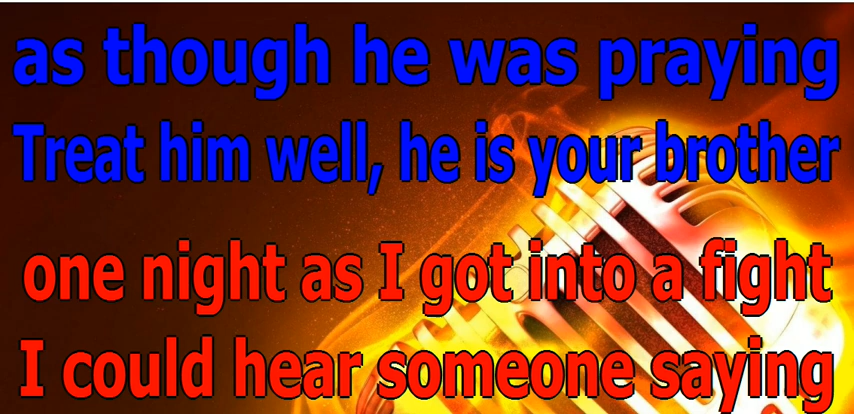 as though he was praying
Treat him well, he is your brother
one night as I got into a fight
I could hear someone saying